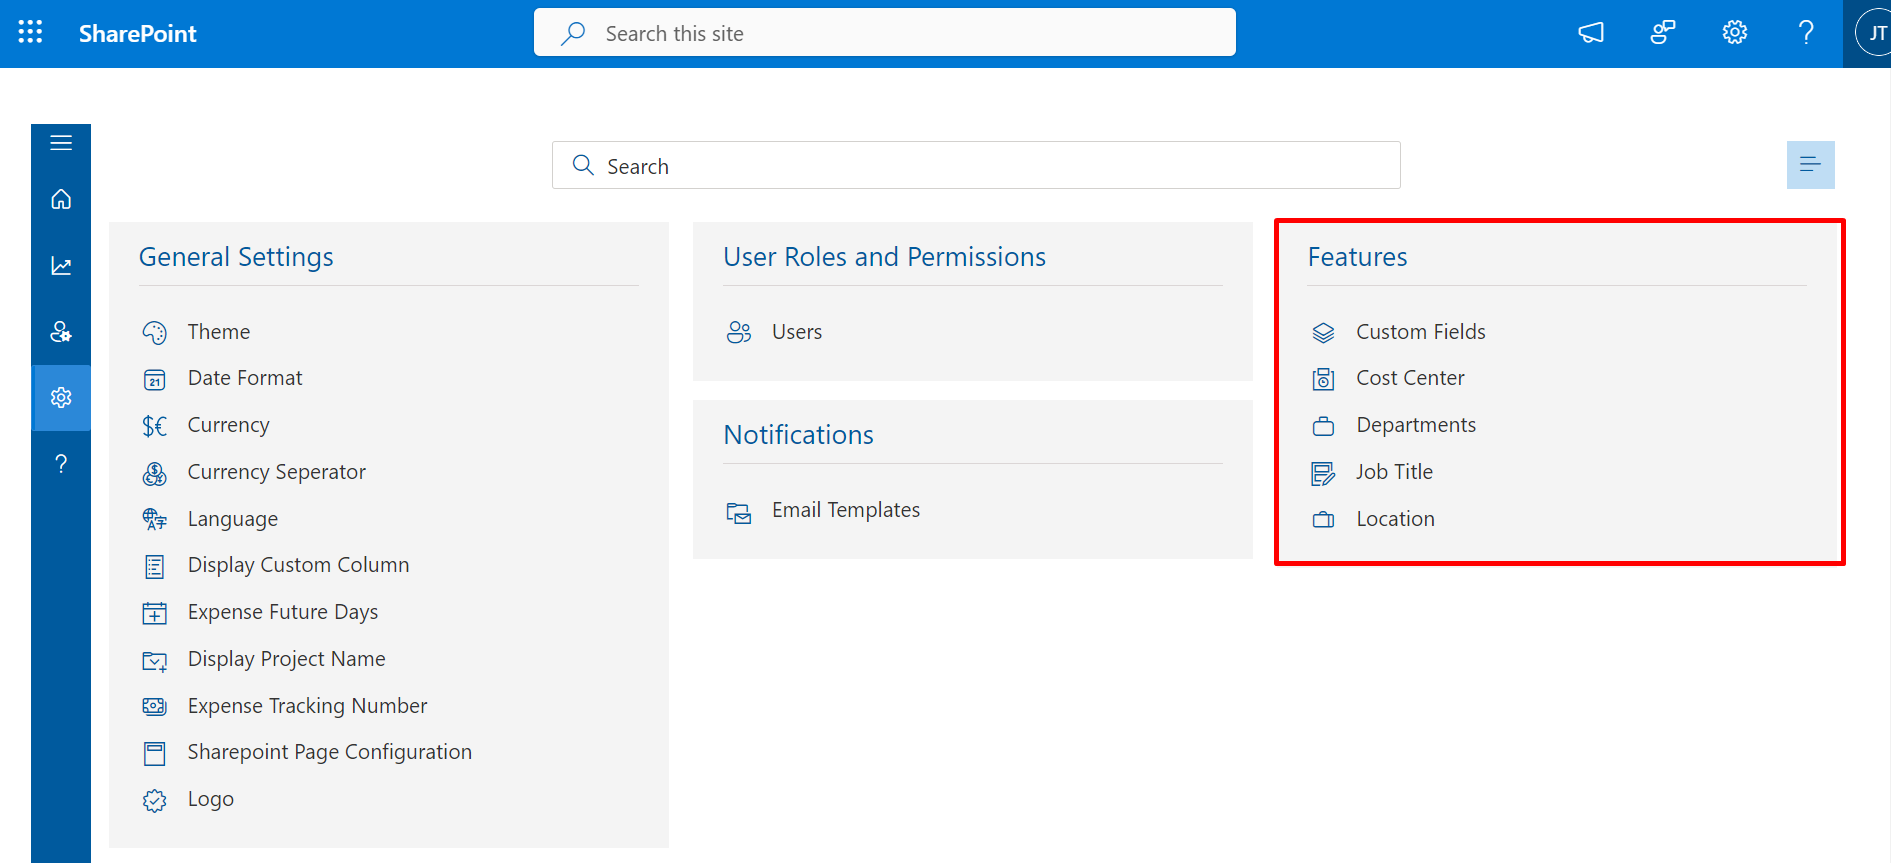 SharePoint
Search this site
?
JT
Search
General Settings
Theme
21
Date Format
$€
Currency
Currency Seperator
Language
Display Custom Column
Expense Future Days
Display Project Name
Expense Tracking Number
Sharepoint Page Configuration
Logo
User Roles and Permissions
Users
Notifications
Email Templates
Features
Custom Fields
Cost Center
Departments
Job Title
Location
?